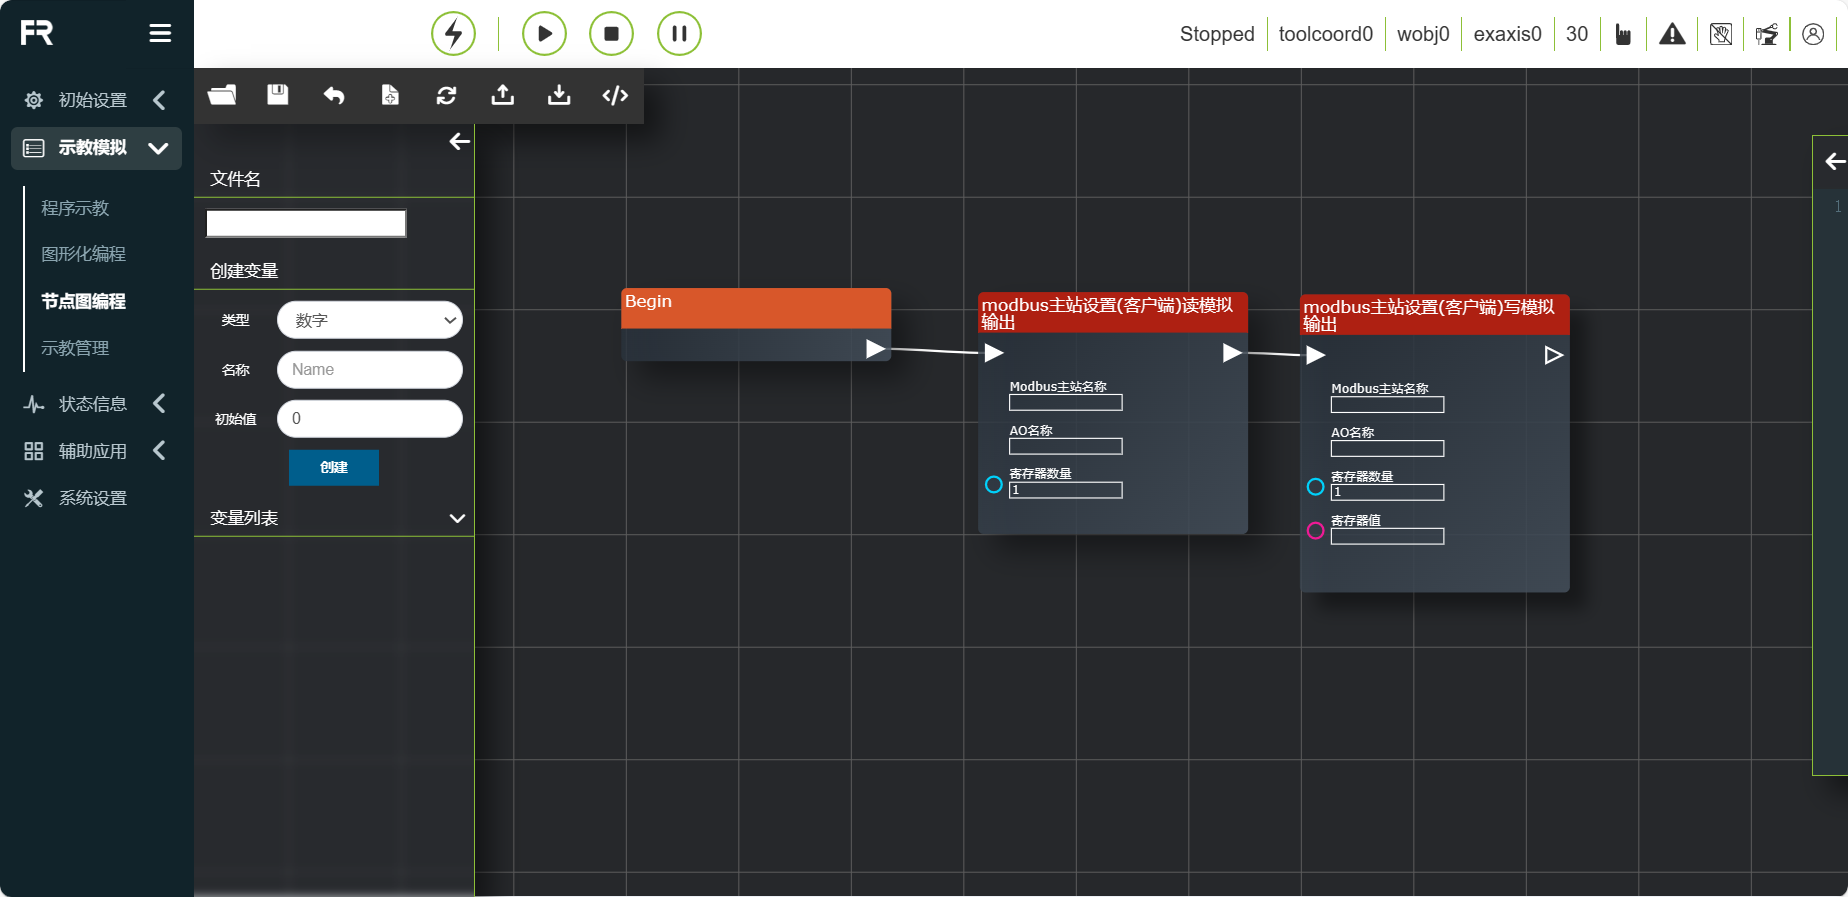 FR
Stopped
toolcoord0
wobj0
exaxis0
30
初始设置
示教模拟
程序示教
图形化编程
节点图编程
示教管理
状态信息
辅助应用
系统设置
文件名
创建变量
类型
数字
名称
Name
初始值
0
创建
变量列表
Begin
modbus主站设置(客户端)读模拟
输出
Modbus主站名称
AO名称
寄存器数量
1
modbus主站设置(客户端)写模拟
输出
Modbus主站名称
AO名称
寄存器数量
1
寄存器值
1